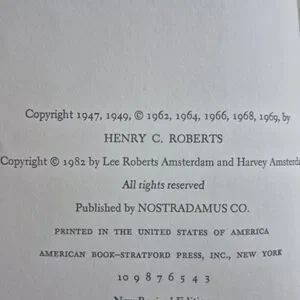 Copyright 1947, 1949, © 1962, 1964, 1966, 1968, 1969, by
HENRY C. ROBERTS
Copyright © 1982 by Lee Roberts Amsterdam and Harvey
All rights reserved
Published by NOSTRADAMUS CO.
PRINTED IN THE UNITED STATES OF AMERICA
AMERICAN BOOK–STRATFORD PRESS, INC., NEW YORK
10 9 8 7 6 5 4 3